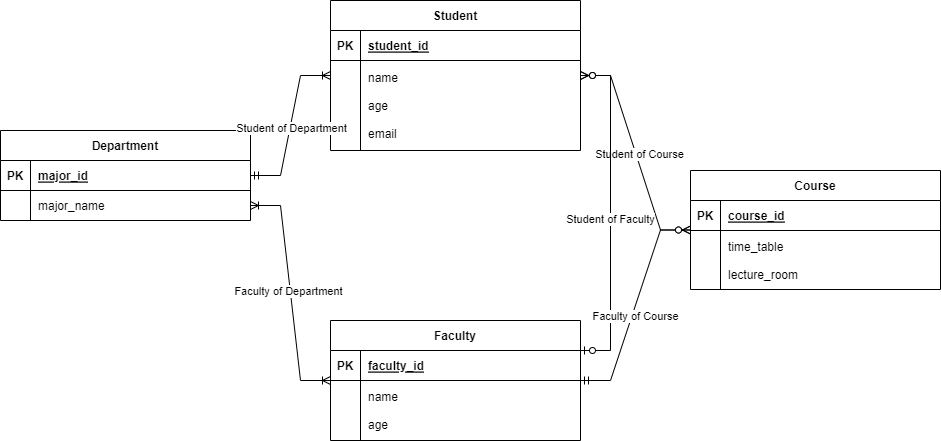 Student
PK student_id
name
age
email
Student of Department
Department
PK major_id
major_name
Student of Course
Course
PK course_id
time_table
lecture_room
Student of Faculty
Faculty of Department
Faculty of Course
Faculty
PK faculty_id
name
age